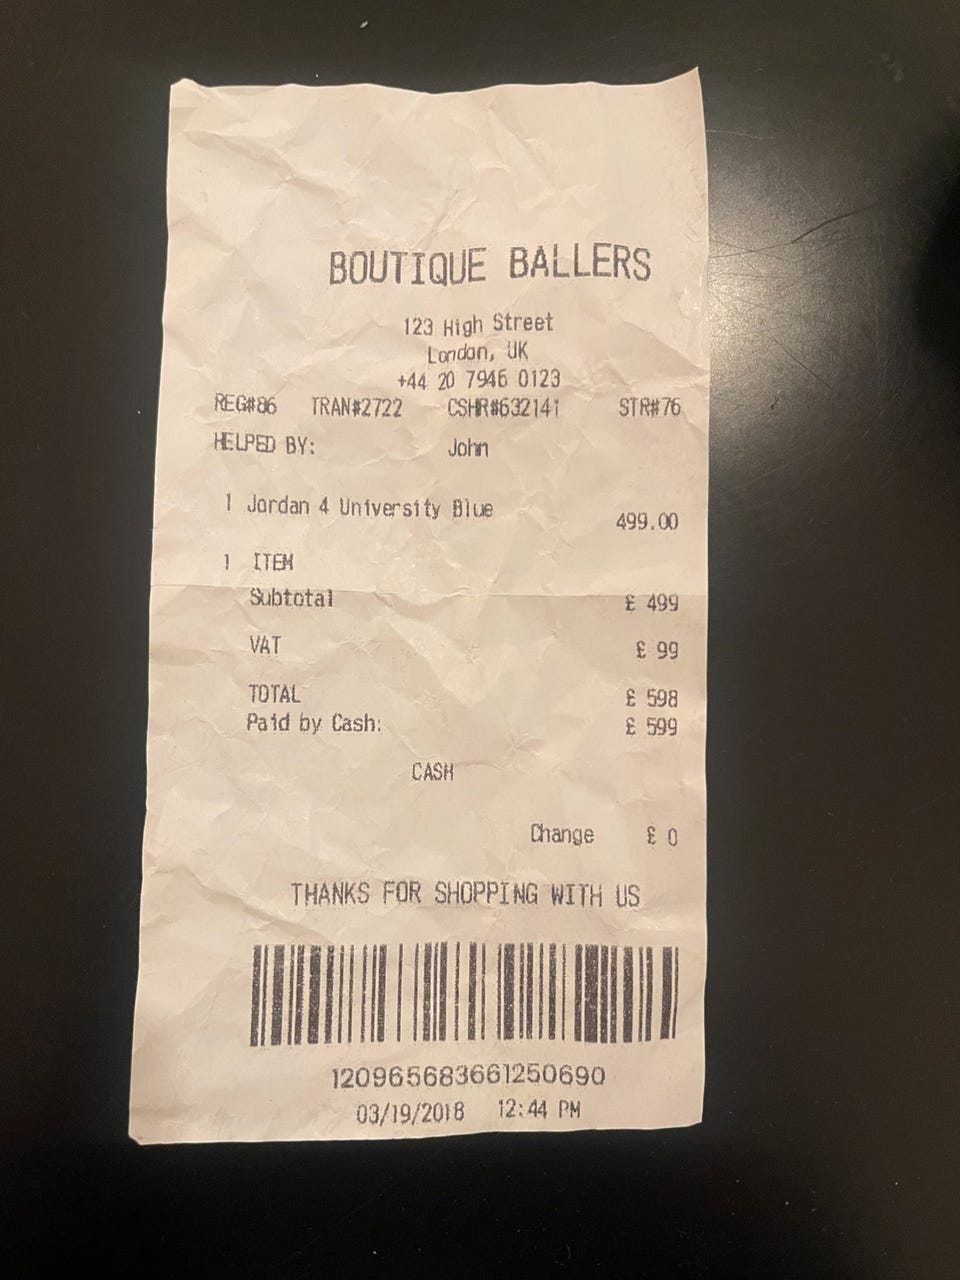 BOUTIQUE BALLERS
123 High Street
London, UK
+44 20 7946 0123
REG#86 TRAN#2722 CSHR#632141 STR#76
HELPED BY: John
1 Jordan 4 University Blue 499.00
1 ITEM
Subtotal £ 499
VAT £ 99
TOTAL £ 598
Paid by Cash: £ 599
CASH
Change £ 0
THANKS FOR SHOPPING WITH US
120965683661250690
03/19/2018 12:44 PM